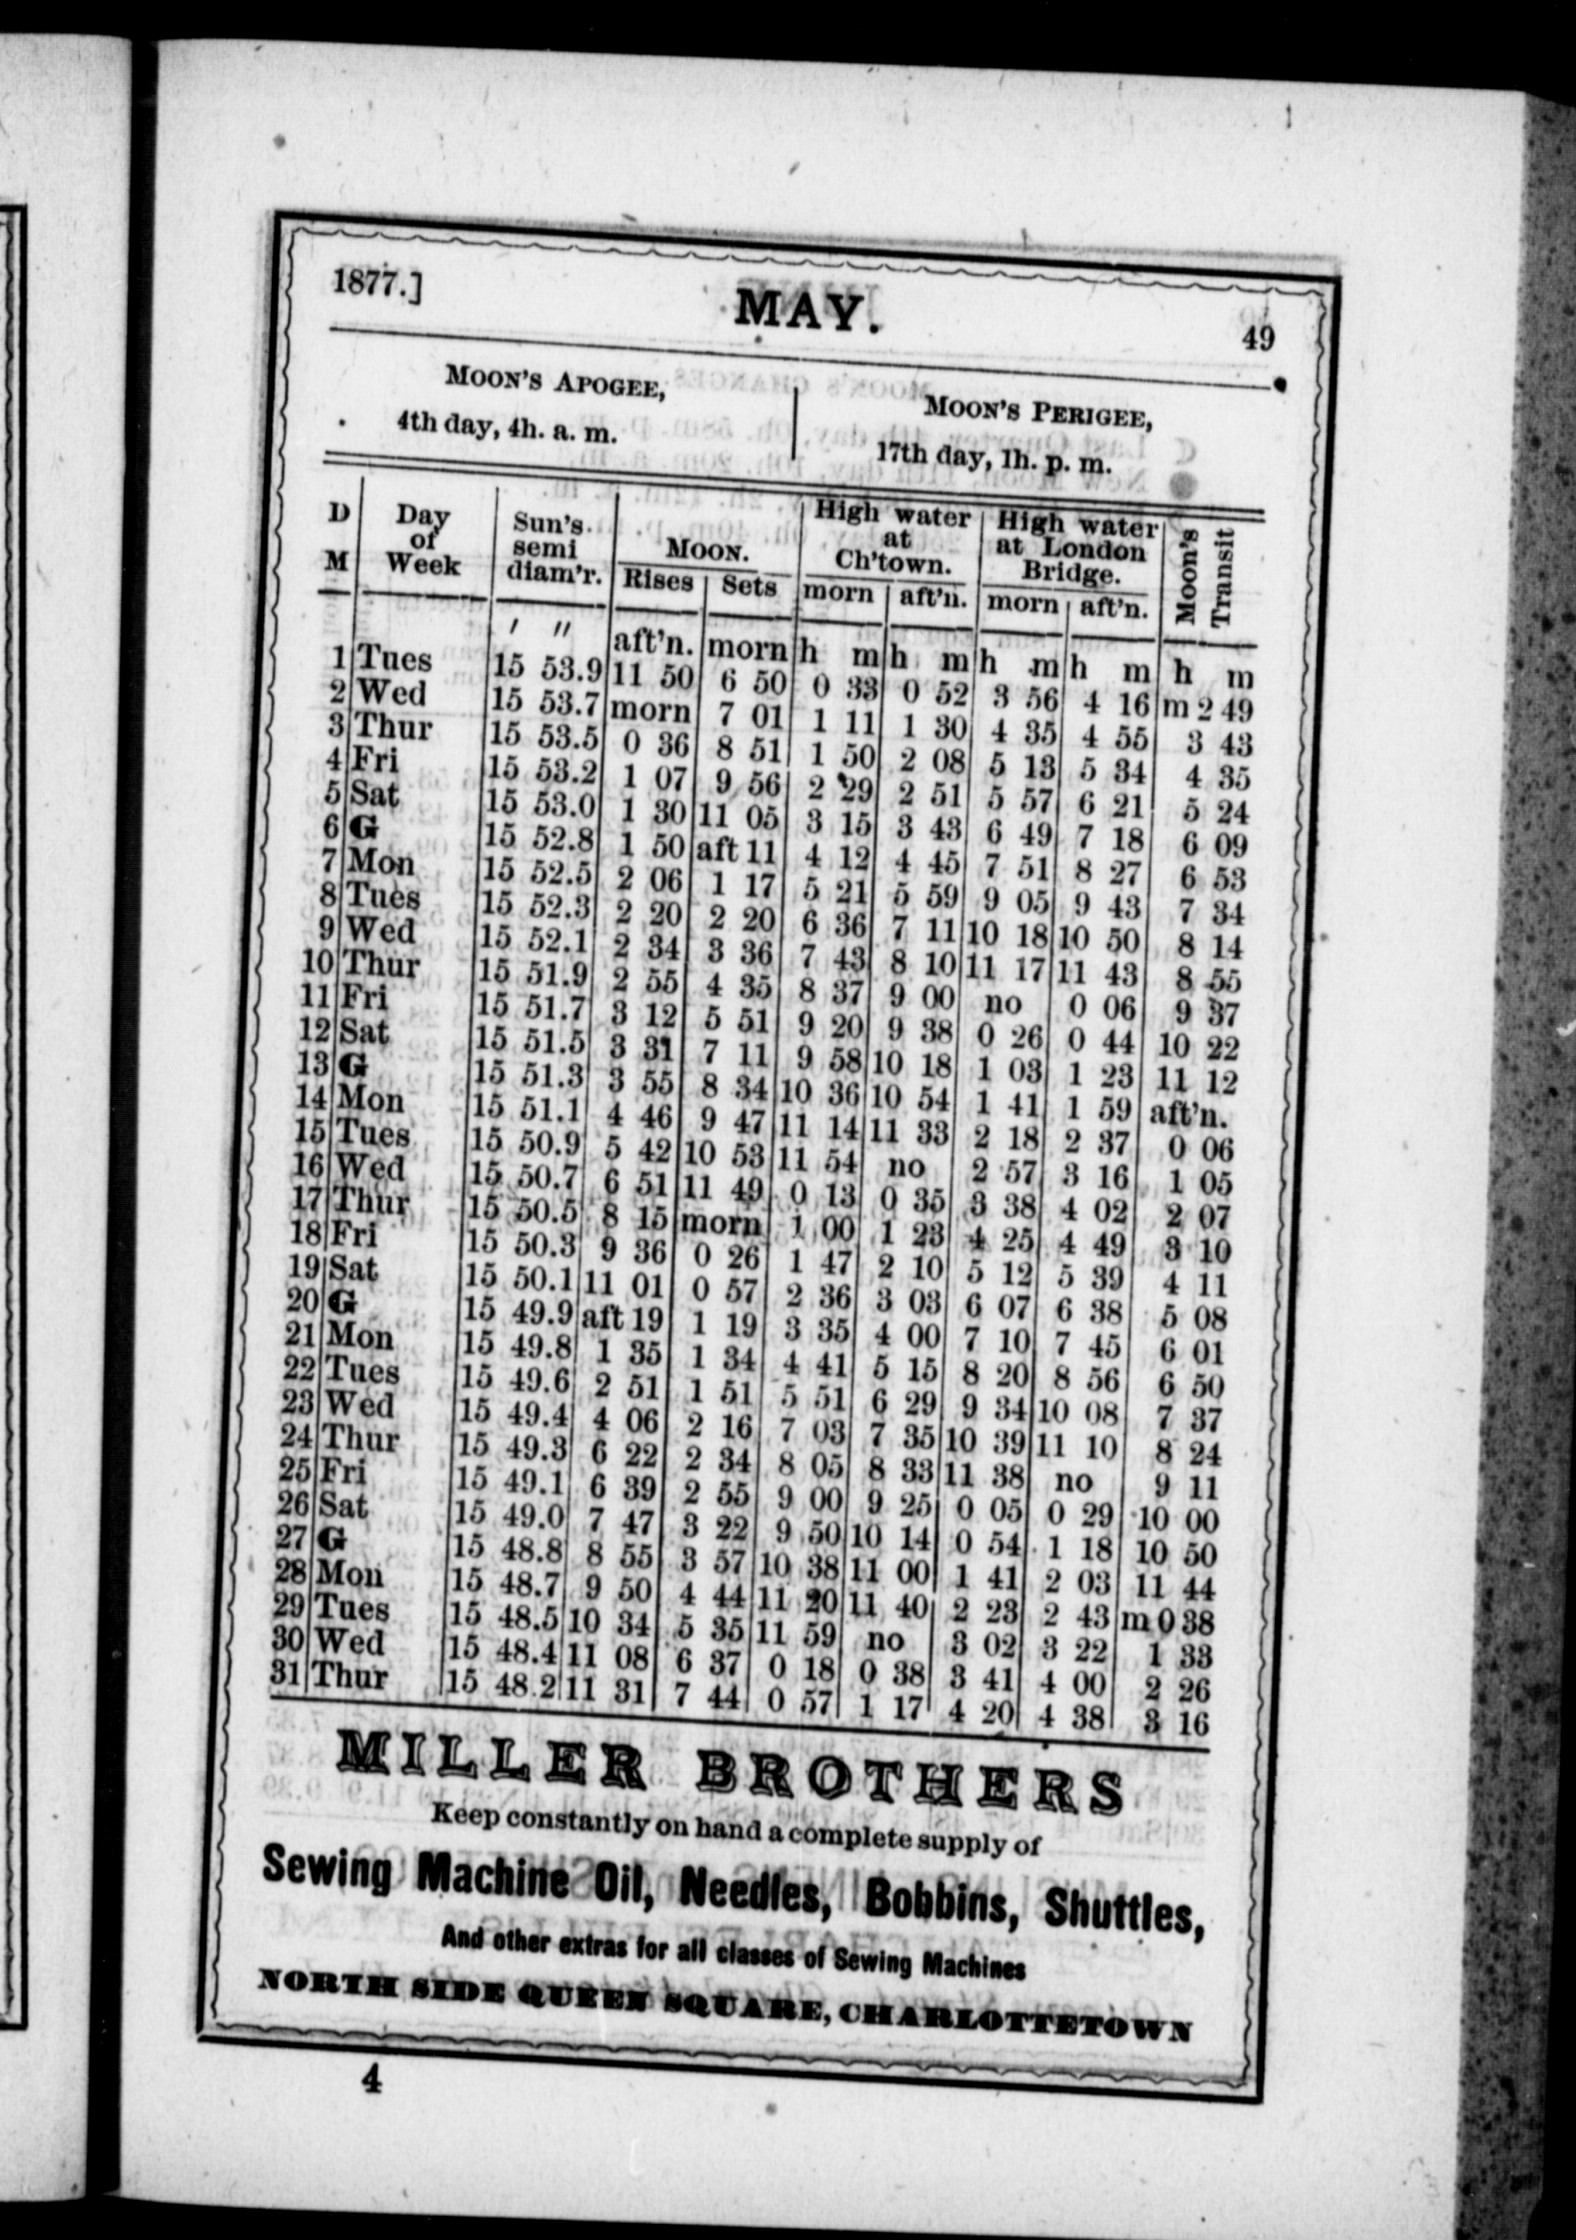 1877.] MAY. 49
MOON'S APOGEE, MOON'S PERIGEE,
4th day, 4h. a. m. 17th day, 1h. p. m.
D M Day of Week Sun's semi diam'r. MOON. High water at Ch'town. High water at London Bridge. Moon's Transit
Rises Sets morn aft'n. morn aft'n.
' " aft'n. morn h m h m h m h m h m
1 Tues 15 53.9 11 50 6 50 0 33 0 52 3 56 4 16 m 2 49
2 Wed 15 53.7 morn 7 01 1 11 1 30 4 35 4 55 3 43
3 Thur 15 53.5 0 36 8 51 1 50 2 08 5 13 5 34 4 35
4 Fri 15 53.2 1 07 9 56 2 29 2 51 5 57 6 21 5 24
5 Sat 15 53.0 1 30 11 05 3 15 3 43 6 49 7 18 6 09
6 G 15 52.8 1 50 aft 11 4 12 4 45 7 51 8 27 6 53
7 Mon 15 52.5 2 06 1 17 5 21 5 59 9 05 9 43 7 34
8 Tues 15 52.3 2 20 2 20 6 36 7 11 10 18 10 50 8 14
9 Wed 15 52.1 2 34 3 36 7 43 8 10 11 17 11 43 8 55
10 Thur 15 51.9 2 55 4 35 8 37 9 00 no 0 06 9 37
11 Fri 15 51.7 3 12 5 51 9 20 9 38 0 26 0 44 10 22
12 Sat 15 51.5 3 31 7 11 9 58 10 18 1 03 1 23 11 12
13 G 15 51.3 3 55 8 34 10 36 10 54 1 41 1 59 aft'n.
14 Mon 15 51.1 4 46 9 47 11 14 11 33 2 18 2 37 0 06
15 Tues 15 50.9 5 42 10 53 11 54 no 2 57 3 16 1 05
16 Wed 15 50.7 6 51 11 49 0 13 0 35 3 38 4 02 2 07
17 Thur 15 50.5 8 15 morn 1 00 1 23 4 25 4 49 3 10
18 Fri 15 50.3 9 36 0 26 1 47 2 10 5 12 5 39 4 11
19 Sat 15 50.1 11 01 0 57 2 36 3 03 6 07 6 38 5 08
20 G 15 49.9 aft 19 1 19 3 35 4 00 7 10 7 45 6 01
21 Mon 15 49.8 1 35 1 34 4 41 5 15 8 20 8 56 6 50
22 Tues 15 49.6 2 51 1 51 5 51 6 29 9 34 10 08 7 37
23 Wed 15 49.4 4 06 2 16 7 03 7 35 10 39 11 10 8 24
24 Thur 15 49.3 6 22 2 34 8 05 8 33 11 38 no 9 11
25 Fri 15 49.1 6 39 2 55 9 00 9 25 0 05 0 29 10 00
26 Sat 15 49.0 7 47 3 22 9 50 10 14 0 54 1 18 10 50
27 G 15 48.8 8 55 3 57 10 38 11 00 1 41 2 03 11 44
28 Mon 15 48.7 9 50 4 44 11 20 11 40 2 23 2 43 m 0 38
29 Tues 15 48.5 10 34 5 35 11 59 no 3 02 3 22 1 33
30 Wed 15 48.4 11 08 6 37 0 18 0 38 3 41 4 00 2 26
31 Thur 15 48.2 11 31 7 44 0 57 1 17 4 20 4 38 3 16
MILLER BROTHERS
Keep constantly on hand a complete supply of
Sewing Machine Oil, Needles, Bobbins, Shuttles,
And other extras for all classes of Sewing Machines
NORTH SIDE QUEEN SQUARE, CHARLOTTETOWN
4